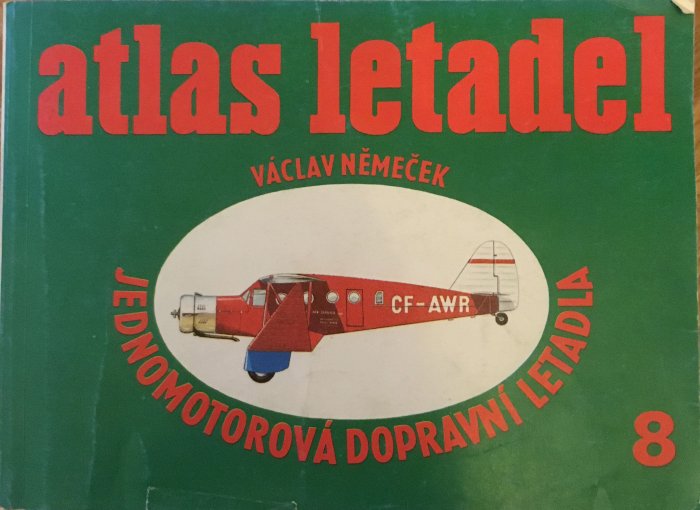 atlas letadel
VÁCLAV NĚMEČEK
CF-AWR
JEDNOMOTOROVÁ DOPRAVNÍ LETADLA
8